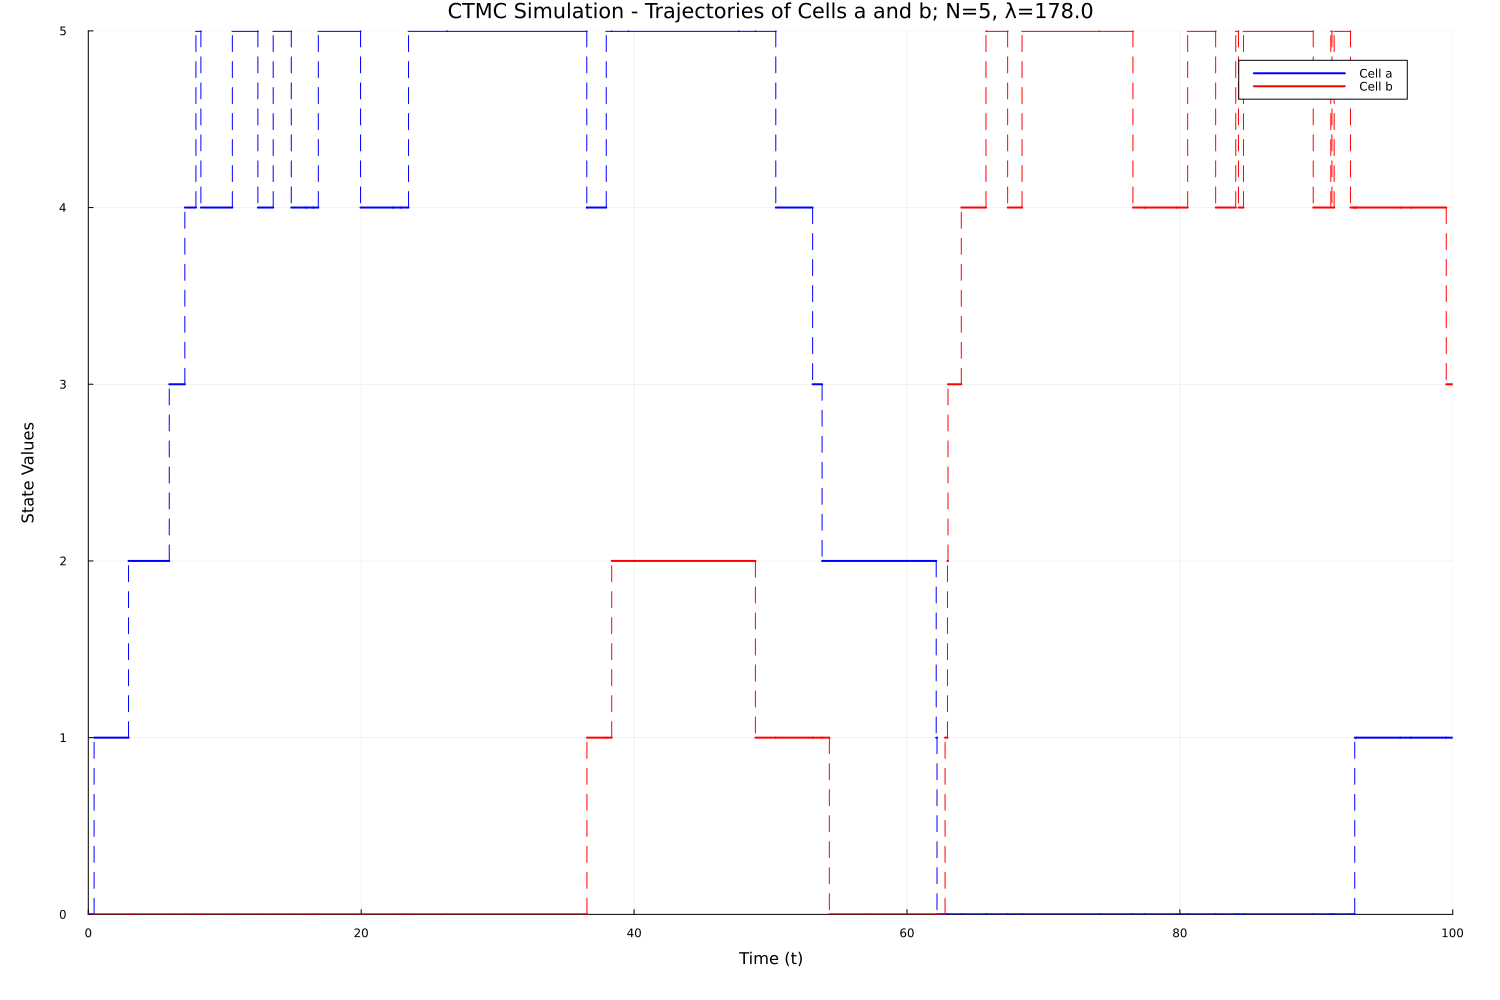 CTMC Simulation - Trajectories of Cells a and b; N=5, λ=178.0
5
Cell a
Cell b
4
3
State Values
2
1
0
0 20 40 60 80 100
Time (t)